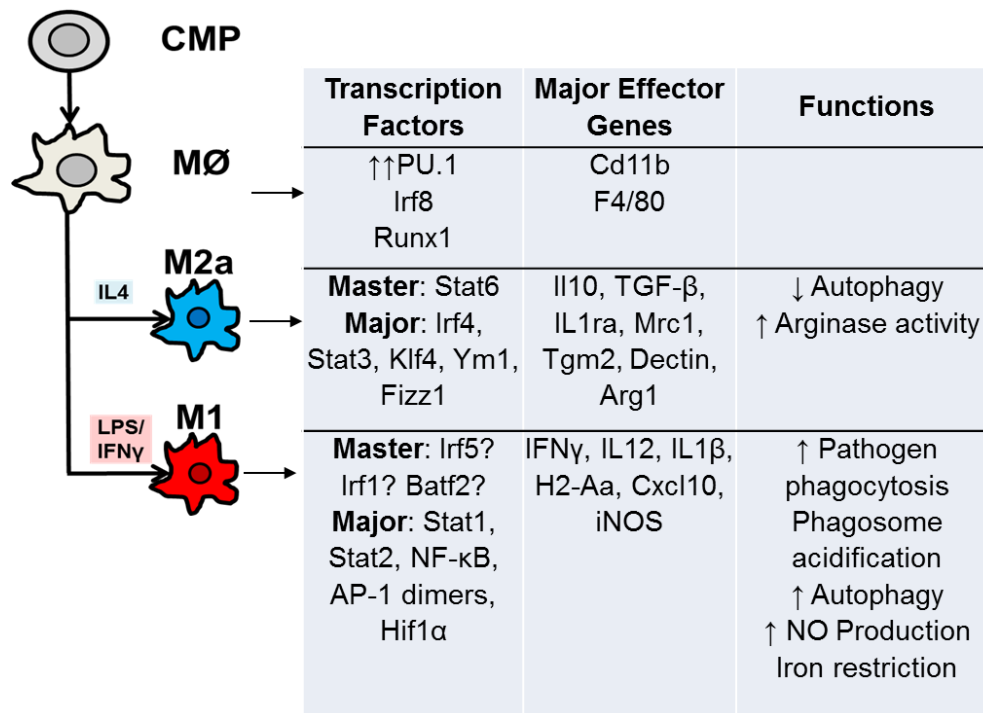 CMP
MØ
M2a
IL4
M1
LPS/
IFNγ
Transcription
Factors
Major Effector
Genes
Functions
↑↑PU.1
Irf8
Runx1
Cd11b
F4/80
Master: Stat6
Major: Irf4,
Stat3, Klf4, Ym1,
Fizz1
Il10, TGF-β,
IL1ra, Mrc1,
Tgm2, Dectin,
Arg1
↓ Autophagy
↑ Arginase activity
Master: Irf5?
Irf1? Batf2?
Major: Stat1,
Stat2, NF-κB,
AP-1 dimers,
Hif1α
IFNγ, IL12, IL1β,
H2-Aa, Cxcl10,
iNOS
↑ Pathogen
phagocytosis
Phagosome
acidification
↑ Autophagy
↑ NO Production
Iron restriction